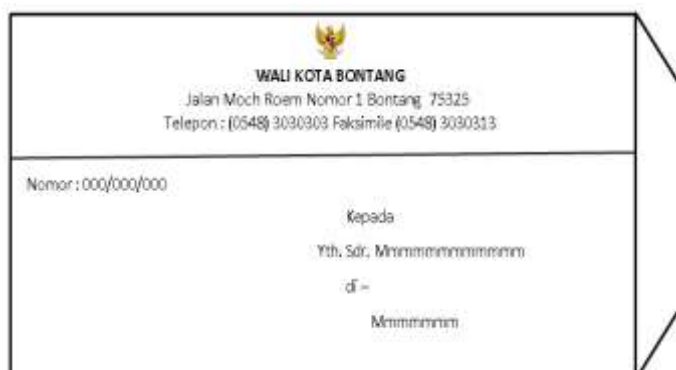 WALI KOTA BONTANG
Jalan Moch Roem Nomor 1 Bontang 75325
Telepon : (0548) 3030303 Faksimile (0548) 3030313
Nomor : 000/000/000
Kepada
Yth. Sdr. Mmmmmmmmmmmm
di –
Mmmmmmm